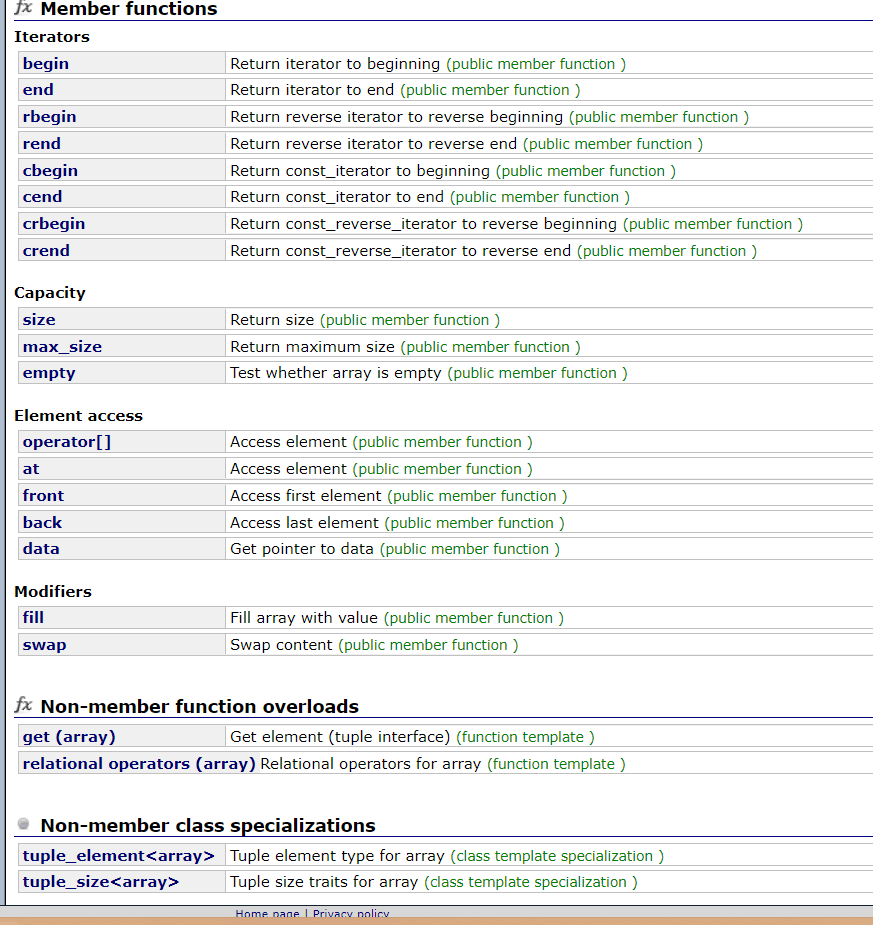 fx Member functions
Iterators
begin Return iterator to beginning (public member function )
end Return iterator to end (public member function )
rbegin Return reverse iterator to reverse beginning (public member function )
rend Return reverse iterator to reverse end (public member function )
cbegin Return const_iterator to beginning (public member function )
cend Return const_iterator to end (public member function )
crbegin Return const_reverse_iterator to reverse beginning (public member function )
crend Return const_reverse_iterator to reverse end (public member function )
Capacity
size Return size (public member function )
max_size Return maximum size (public member function )
empty Test whether array is empty (public member function )
Element access
operator[] Access element (public member function )
at Access element (public member function )
front Access first element (public member function )
back Access last element (public member function )
data Get pointer to data (public member function )
Modifiers
fill Fill array with value (public member function )
swap Swap content (public member function )
fx Non-member function overloads
get (array) Get element (tuple interface) (function template )
relational operators (array) Relational operators for array (function template )
Non-member class specializations
tuple_element<array> Tuple element type for array (class template specialization )
tuple_size<array> Tuple size traits for array (class template specialization )
Home page | Privacy policy